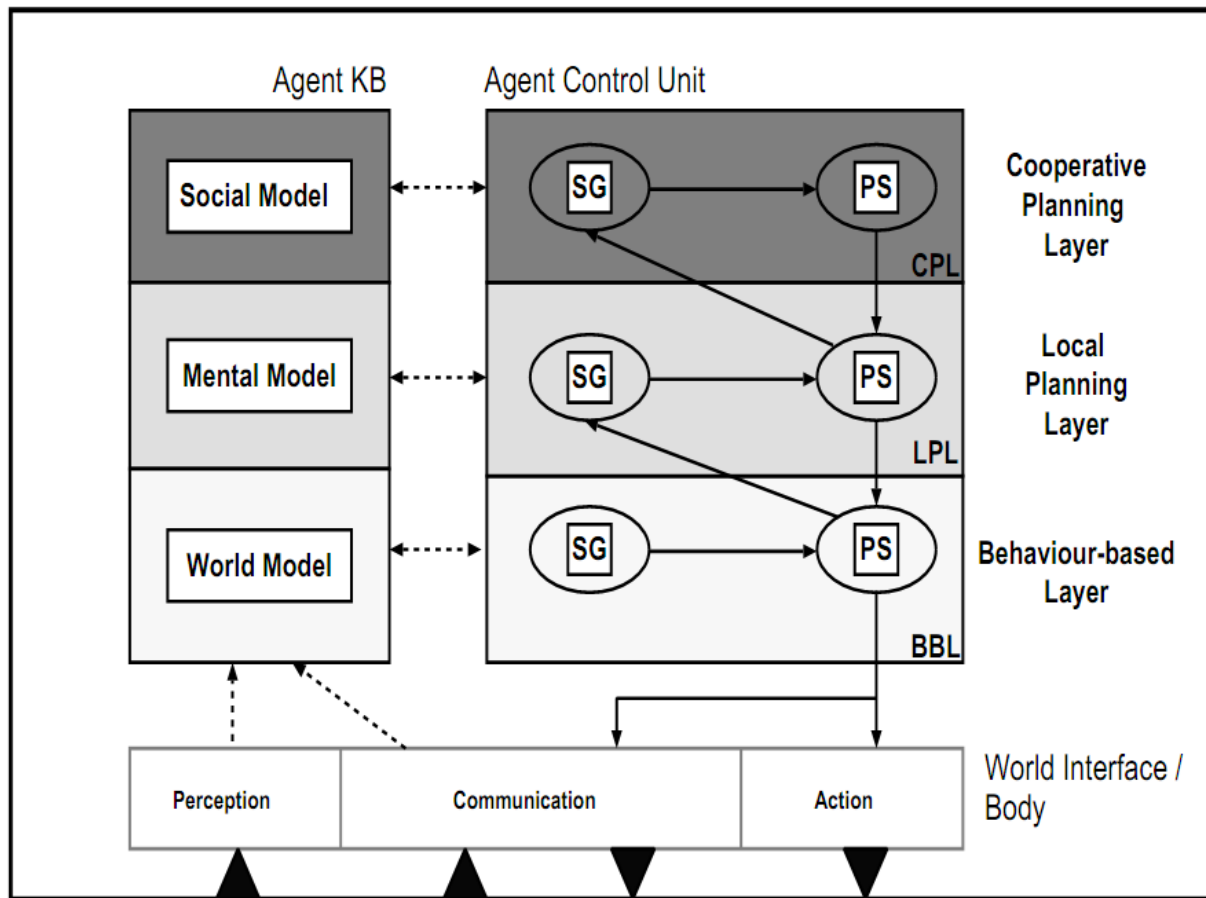 Agent KB
Agent Control Unit
Social Model
SG
PS
CPL
Cooperative
Planning
Layer
Mental Model
SG
PS
LPL
Local
Planning
Layer
World Model
SG
PS
BBL
Behaviour-based
Layer
Perception
Communication
Action
World Interface /
Body